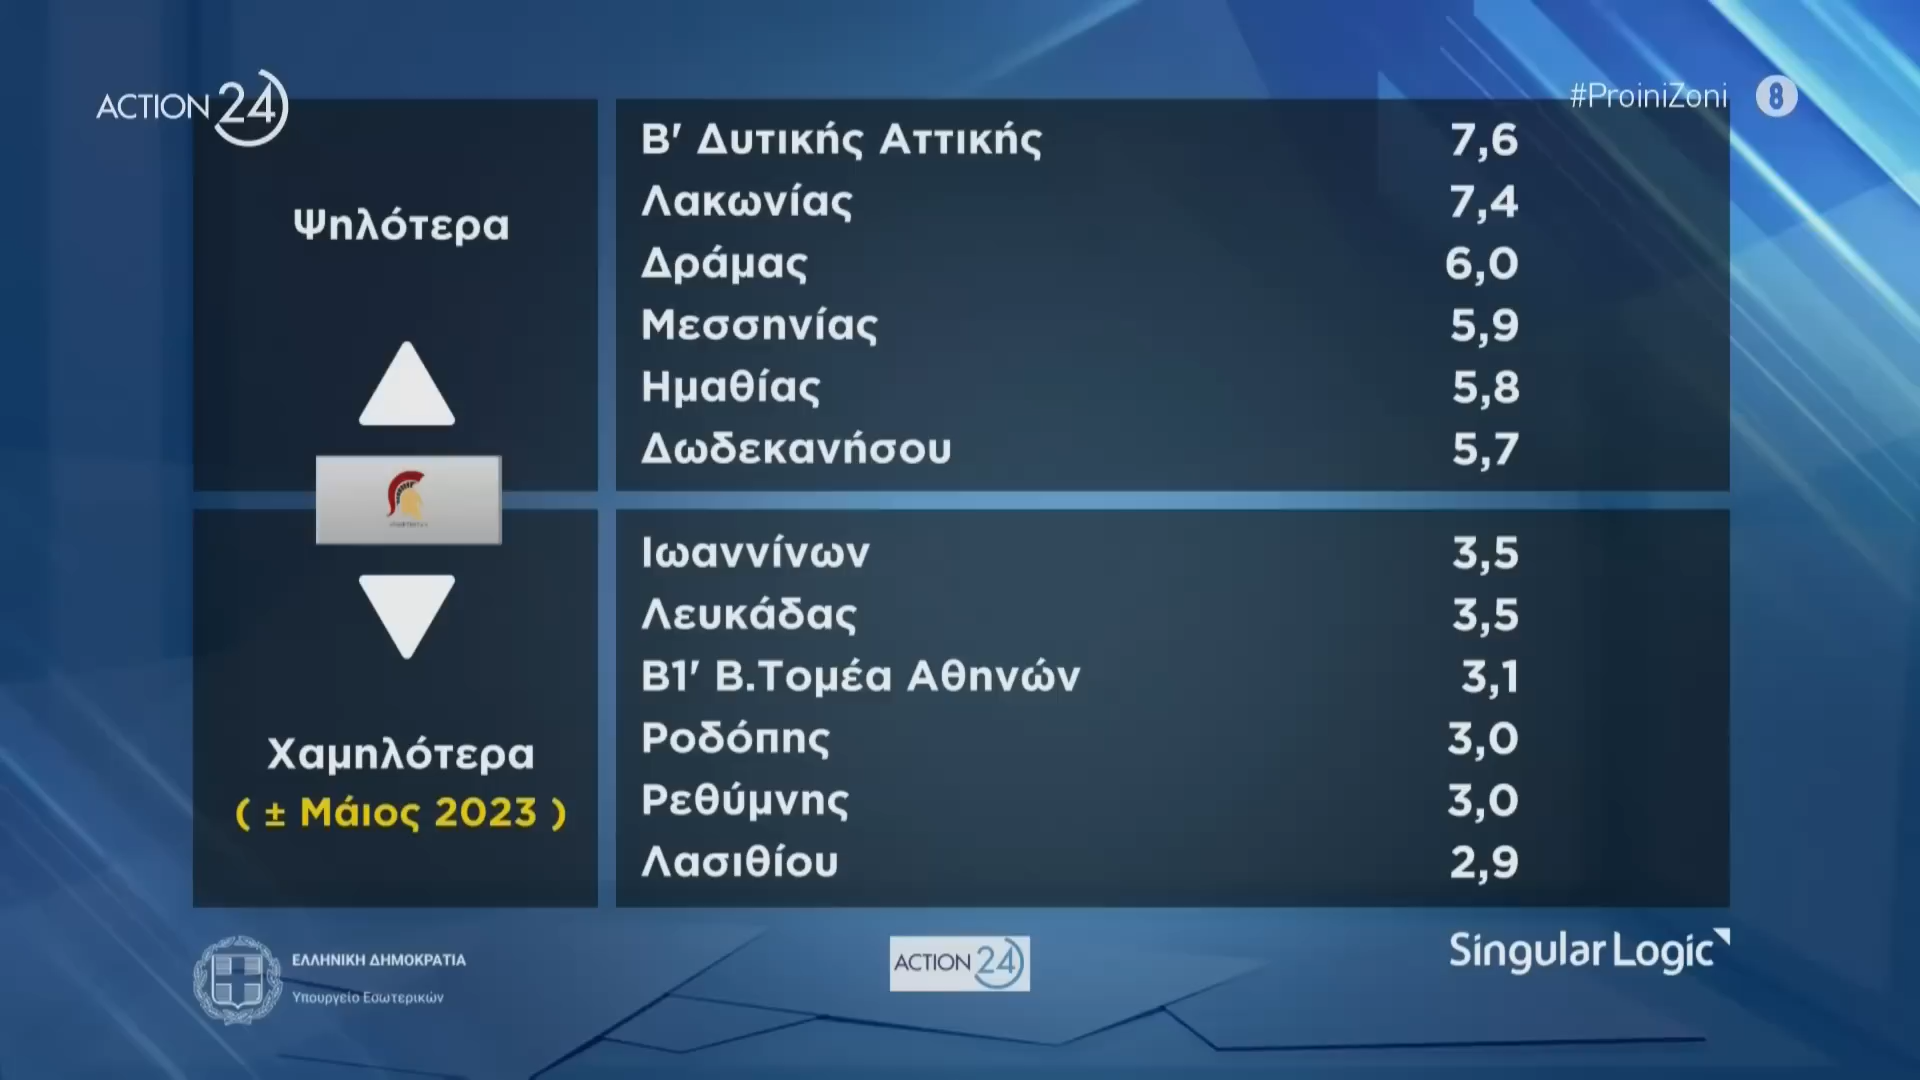 ACTION 24
#ProiniZoni
8
Ψηλότερα
Β' Δυτικής Αττικής 7,6
Λακωνίας 7,4
Δράμας 6,0
Μεσσηνίας 5,9
Ημαθίας 5,8
Δωδεκανήσου 5,7
Χαμηλότερα
( ± Μάιος 2023 )
Ιωαννίνων 3,5
Λευκάδας 3,5
Β1' Β.Τομέα Αθηνών 3,1
Ροδόπης 3,0
Ρεθύμνης 3,0
Λασιθίου 2,9
ΕΛΛΗΝΙΚΗ ΔΗΜΟΚΡΑΤΙΑ
Υπουργείο Εσωτερικών
ACTION 24
SingularLogic